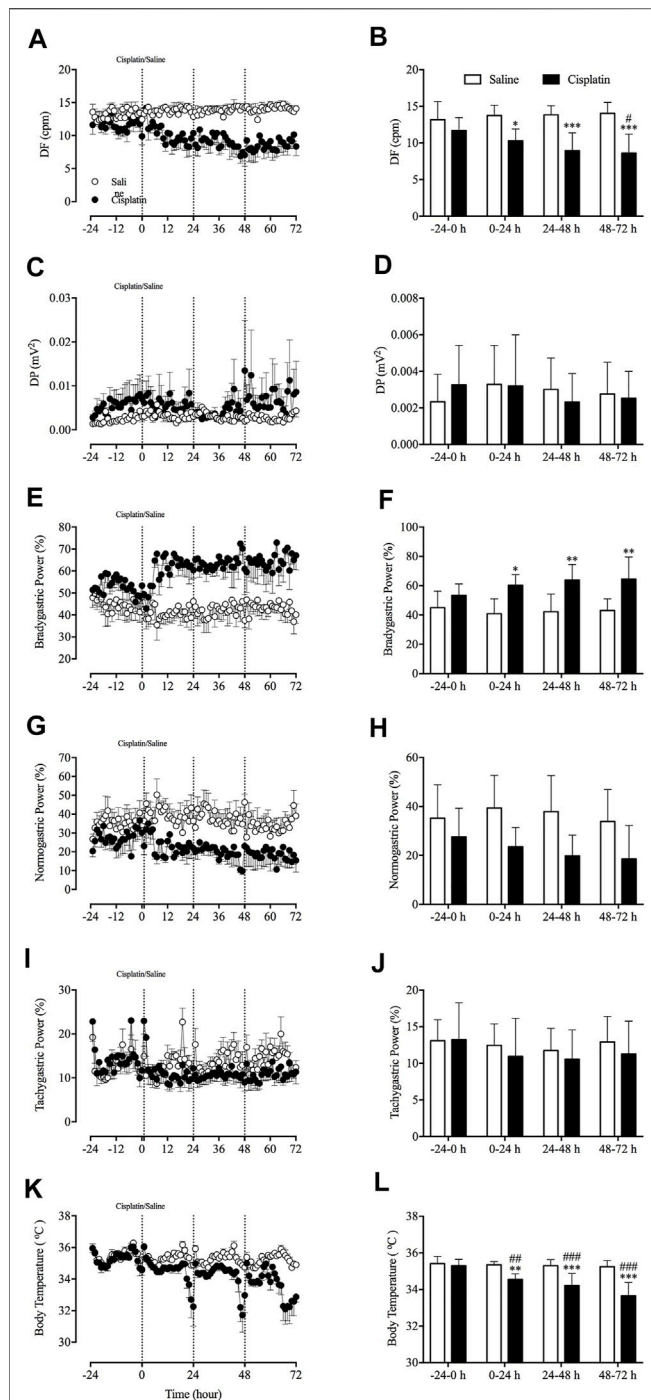 A
Cisplatin/Saline
DF (cpm)
20
15
10
5
0
Sali
ne
Cisplatin
-24 -12 0 12 24 36 48 60 72
B
Saline Cisplatin
DF (cpm)
20
15
10
5
0
* *** # ***
-24-0 h 0-24 h 24-48 h 48-72 h
C
Cisplatin/Saline
DP (mV²)
0.03
0.02
0.01
0.00
-24 -12 0 12 24 36 48 60 72
D
DP (mV²)
0.008
0.006
0.004
0.002
0.000
-24-0 h 0-24 h 24-48 h 48-72 h
E
Cisplatin/Saline
Bradygastric Power (%)
80
70
60
50
40
30
20
-24 -12 0 12 24 36 48 60 72
F
Bradygastric Power (%)
100
80
60
40
20
0
* ** **
-24-0 h 0-24 h 24-48 h 48-72 h
G
Cisplatin/Saline
Normogastric Power (%)
70
60
50
40
30
20
10
0
-24 -12 0 12 24 36 48 60 72
H
Normogastric Power (%)
60
40
20
0
-24-0 h 0-24 h 24-48 h 48-72 h
I
Cisplatin/Saline
Tachygastric Power (%)
30
20
10
0
-24 -12 0 12 24 36 48 60 72
J
Tachygastric Power (%)
20
15
10
5
0
-24-0 h 0-24 h 24-48 h 48-72 h
K
Cisplatin/Saline
Body Temperature ( ºC )
38
36
34
32
30
-24 -12 0 12 24 36 48 60 72
Time (hour)
L
Body Temperature ( ºC )
38
36
34
32
30
## ### ###
** *** ***
-24-0 h 0-24 h 24-48 h 48-72 h